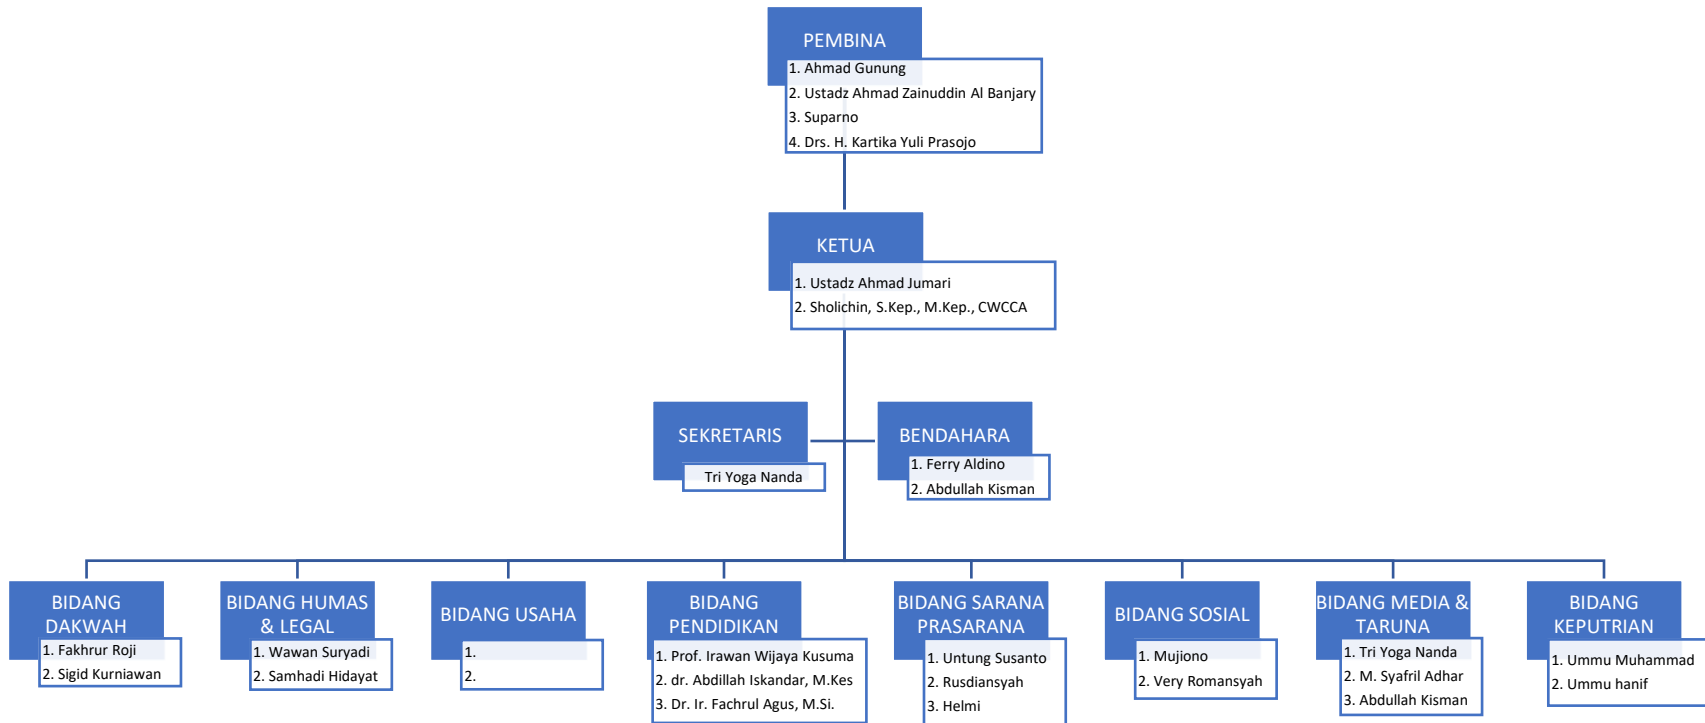 PEMBINA
1. Ahmad Gunung
2. Ustadz Ahmad Zainuddin Al Banjary
3. Suparno
4. Drs. H. Kartika Yuli Prasojo
KETUA
1. Ustadz Ahmad Jumari
2. Sholichin, S.Kep., M.Kep., CWCCA
SEKRETARIS
Tri Yoga Nanda
BENDAHARA
1. Ferry Aldino
2. Abdullah Kisman
BIDANG
DAKWAH
1. Fakhrur Roji
2. Sigid Kurniawan
BIDANG HUMAS
& LEGAL
1. Wawan Suryadi
2. Samhadi Hidayat
BIDANG USAHA
1.
2.
BIDANG
PENDIDIKAN
1. Prof. Irawan Wijaya Kusuma
2. dr. Abdillah Iskandar, M.Kes
3. Dr. Ir. Fachrul Agus, M.Si.
BIDANG SARANA
PRASARANA
1. Untung Susanto
2. Rusdiansyah
3. Helmi
BIDANG SOSIAL
1. Mujiono
2. Very Romansyah
BIDANG MEDIA &
TARUNA
1. Tri Yoga Nanda
2. M. Syafril Adhar
3. Abdullah Kisman
BIDANG
KEPUTRIAN
1. Ummu Muhammad
2. Ummu hanif